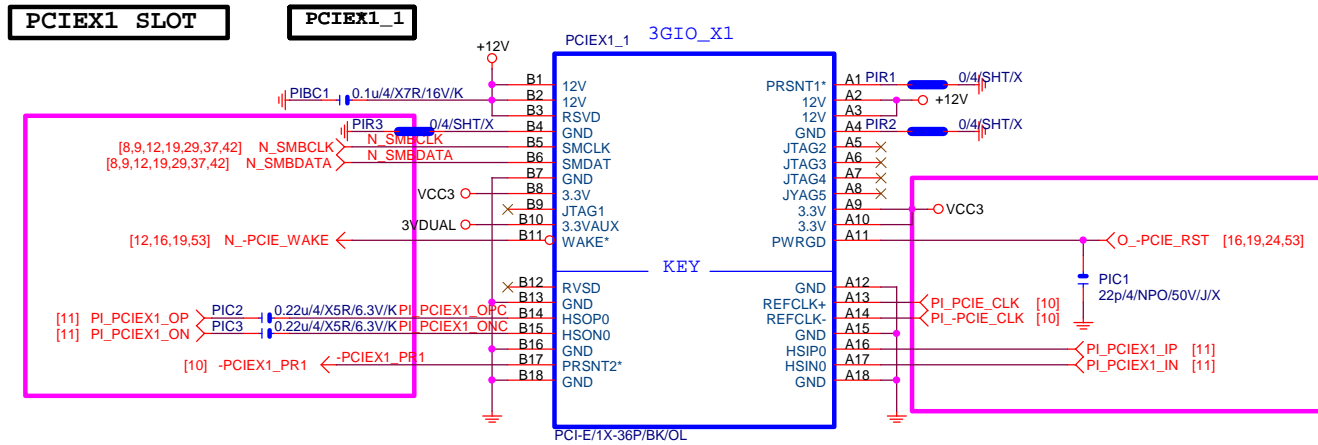 PCIEX1 SLOT
PCIEX1_1
PCIEX1_1
3GIO_X1
+12V
PIBC1 0.1u/4/X7R/16V/K
PIR3 0/4/SHT/X
[8,9,12,19,29,37,42] N_SMBCLK N_SMBCLK
[8,9,12,19,29,37,42] N_SMBDATA N_SMBDATA
VCC3
3VDUAL
[12,16,19,53] N_-PCIE_WAKE
[11] PI_PCIEX1_OP PIC2 0.22u/4/X5R/6.3V/K PI_PCIEX1_OPC
[11] PI_PCIEX1_ON PIC3 0.22u/4/X5R/6.3V/K PI_PCIEX1_ONC
[10] -PCIEX1_PR1 -PCIEX1_PR1
B1 12V
B2 12V
B3 RSVD
B4 GND
B5 SMCLK
B6 SMDAT
B7 GND
B8 3.3V
B9 JTAG1
B10 3.3VAUX
B11 WAKE*
KEY
B12 RVSD
B13 GND
B14 HSOP0
B15 HSON0
B16 GND
B17 PRSNT2*
B18 GND
PRSNT1* A1
12V A2
12V A3
GND A4
JTAG2 A5
JTAG3 A6
JTAG4 A7
JYAG5 A8
3.3V A9
3.3V A10
PWRGD A11
GND A12
REFCLK+ A13
REFCLK- A14
GND A15
HSIP0 A16
HSIN0 A17
GND A18
PIR1 0/4/SHT/X
+12V
PIR2 0/4/SHT/X
VCC3
O_-PCIE_RST [16,19,24,53]
PIC1
22p/4/NPO/50V/J/X
PI_PCIE_CLK [10]
PI_-PCIE_CLK [10]
PI_PCIEX1_IP [11]
PI_PCIEX1_IN [11]
PCI-E/1X-36P/BK/OL